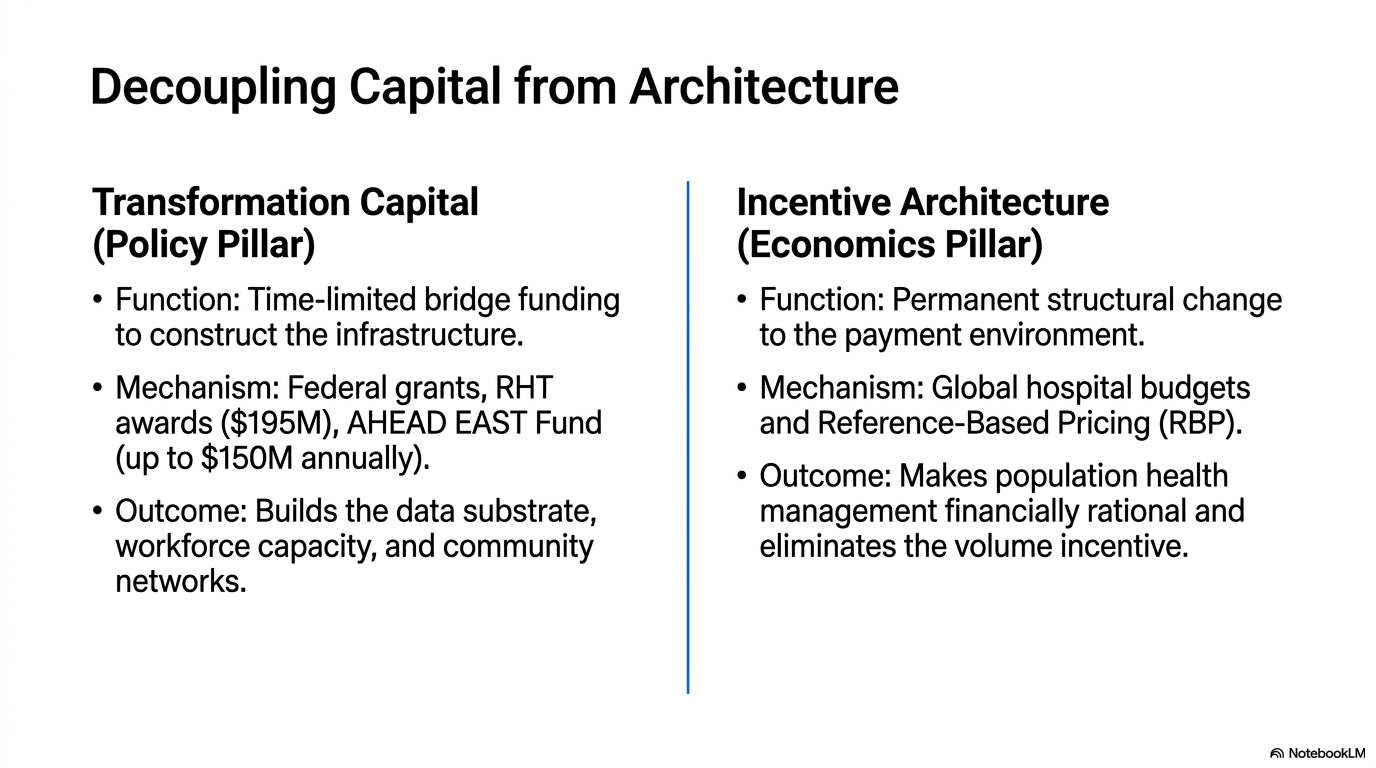 Decoupling Capital from Architecture
Transformation Capital
(Policy Pillar)
• Function: Time-limited bridge funding
to construct the infrastructure.
• Mechanism: Federal grants, RHT
awards ($195M), AHEAD EAST Fund
(up to $150M annually).
• Outcome: Builds the data substrate,
workforce capacity, and community
networks.
Incentive Architecture
(Economics Pillar)
• Function: Permanent structural change
to the payment environment.
• Mechanism: Global hospital budgets
and Reference-Based Pricing (RBP).
• Outcome: Makes population health
management financially rational and
eliminates the volume incentive.
NotebookLM